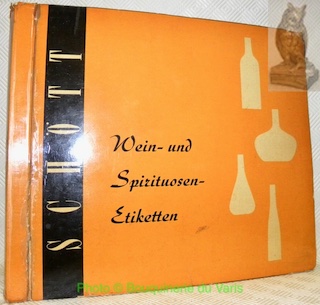 SCHOTT
Wein- und
Spirituosen-
Etiketten
Photo © Bouquinerie du Varis